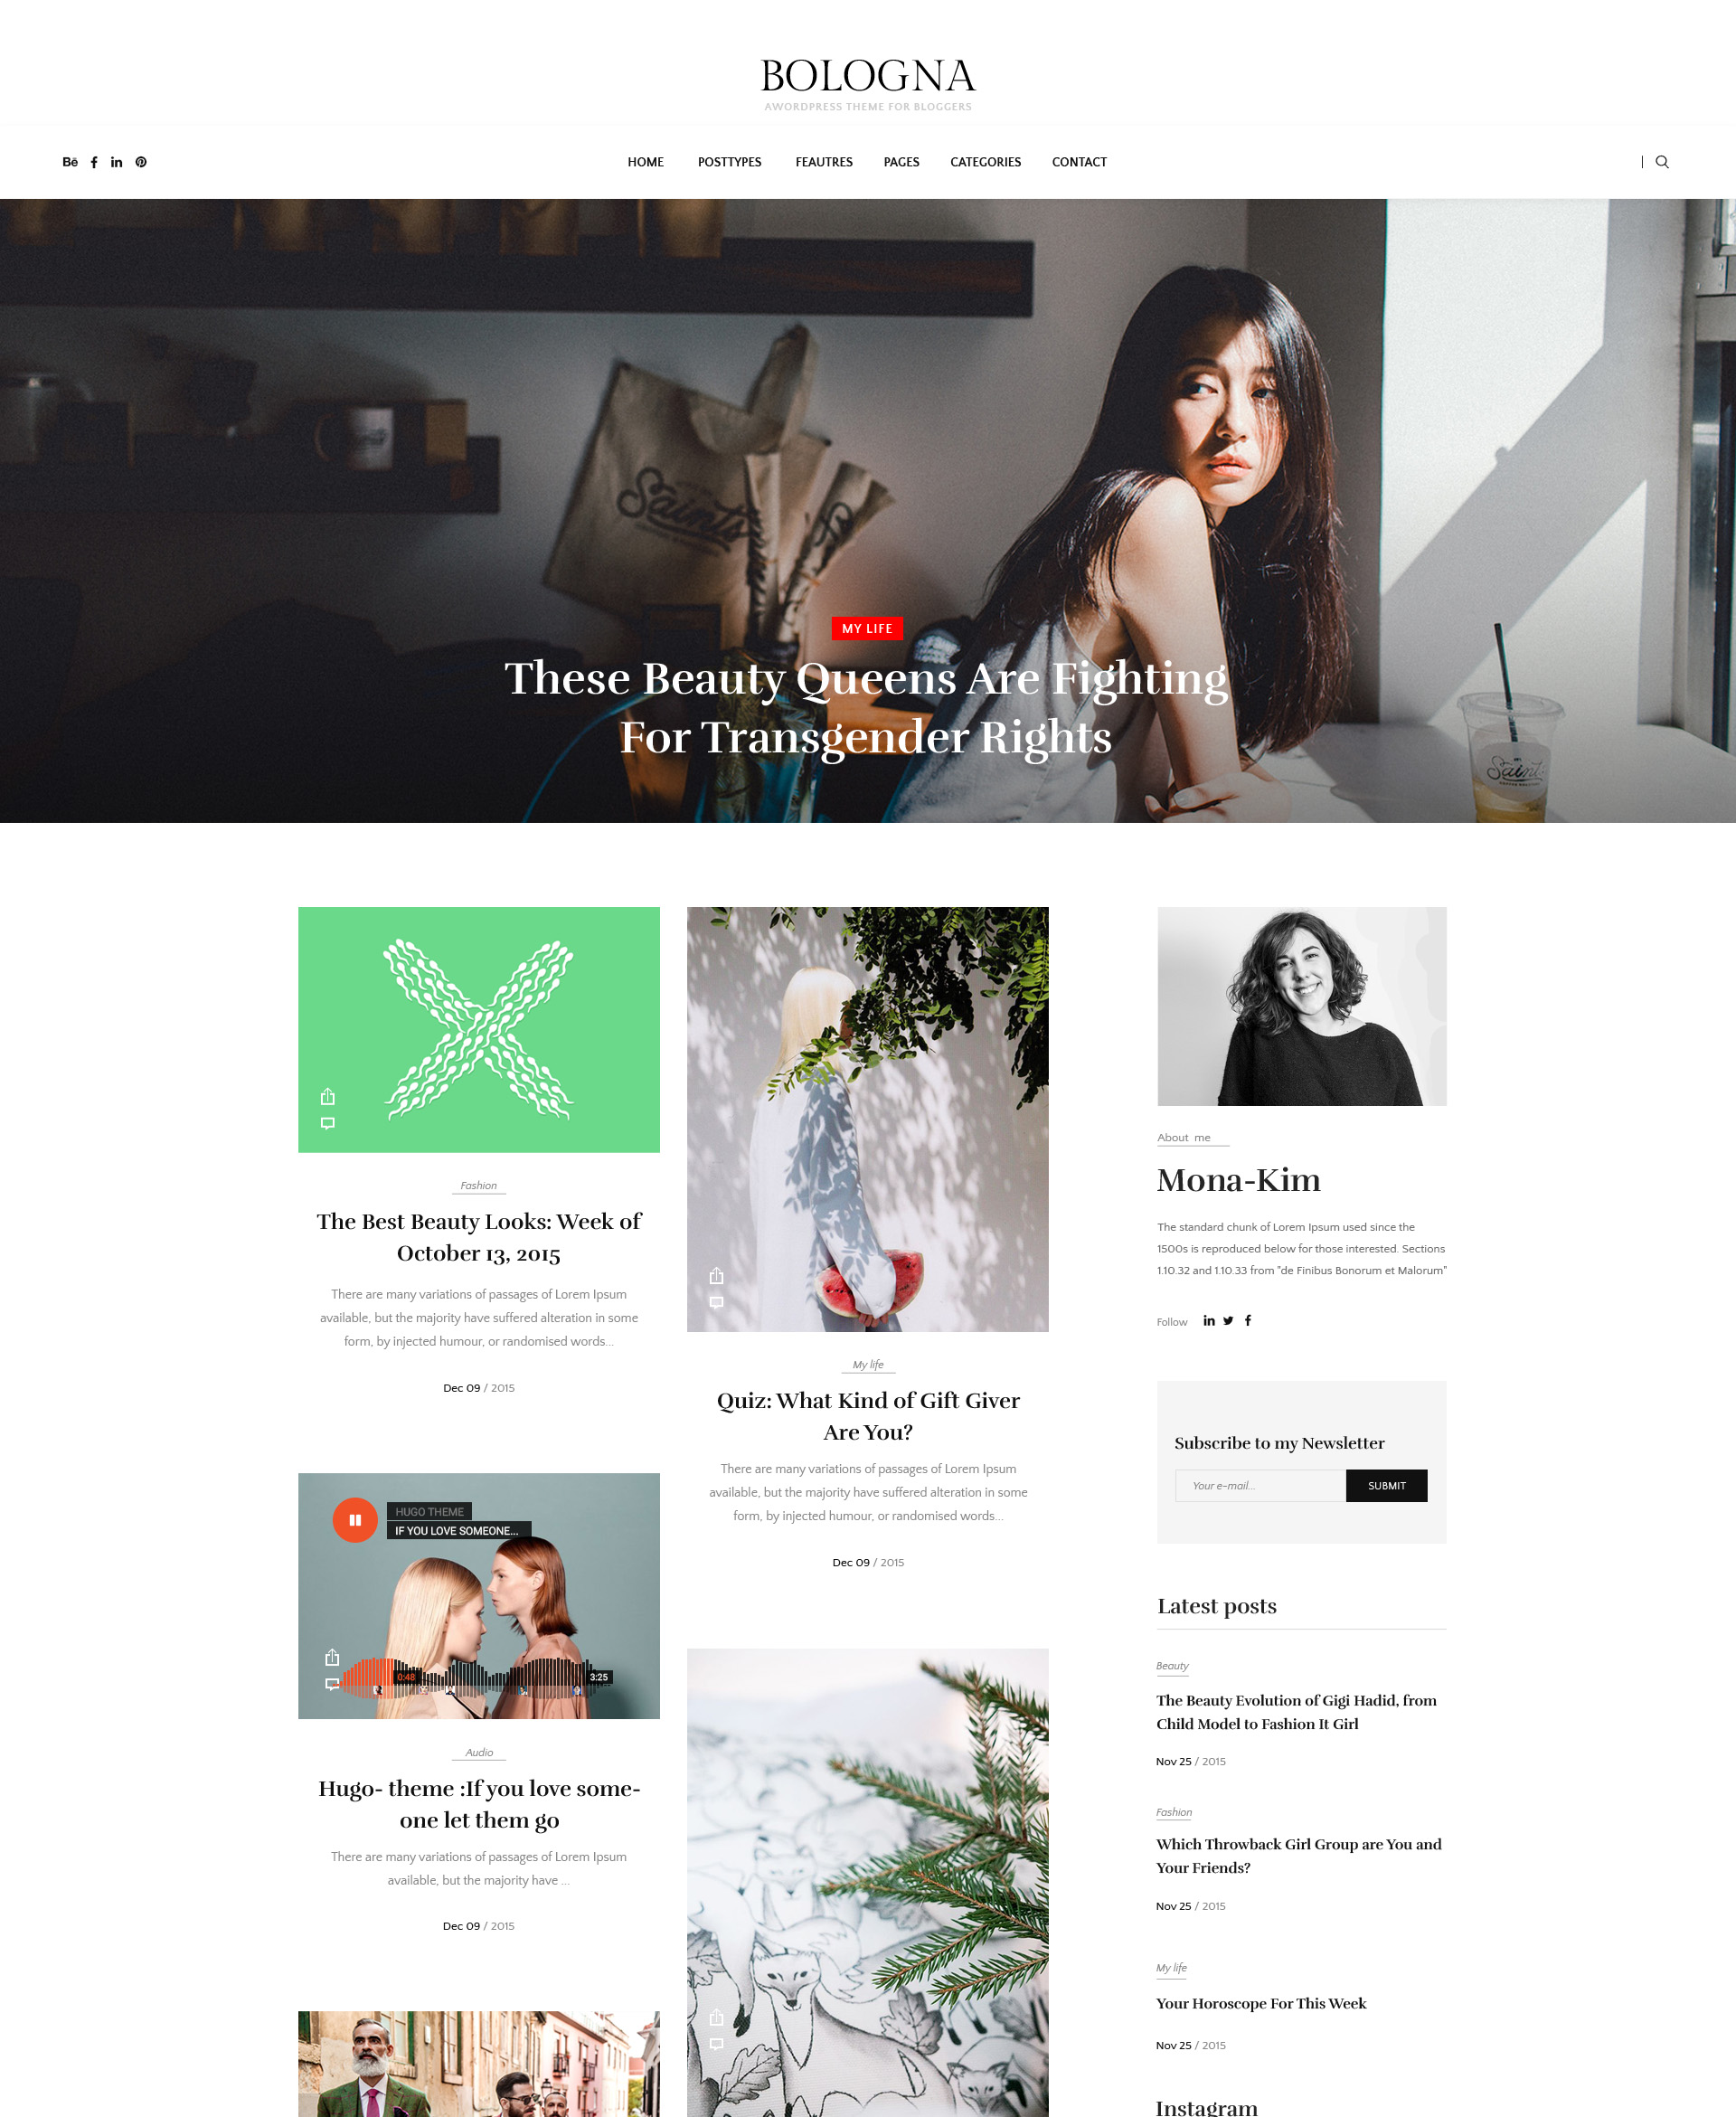 BOLOGNA
AWORDPRESS THEME FOR BLOGGERS
Bē
HOME POSTTYPES FEAUTRES PAGES CATEGORIES CONTACT
Saints
MY LIFE
These Beauty Queens Are Fighting
For Transgender Rights
Saint
Fashion
The Best Beauty Looks: Week of
October 13, 2015
There are many variations of passages of Lorem Ipsum
available, but the majority have suffered alteration in some
form, by injected humour, or randomised words...
Dec 09 / 2015
HUGO THEME
IF YOU LOVE SOMEONE...
0:48
3:25
Audio
Hugo- theme :If you love some-
one let them go
There are many variations of passages of Lorem Ipsum
available, but the majority have ...
Dec 09 / 2015
My life
Quiz: What Kind of Gift Giver
Are You?
There are many variations of passages of Lorem Ipsum
available, but the majority have suffered alteration in some
form, by injected humour, or randomised words...
Dec 09 / 2015
About me
Mona-Kim
The standard chunk of Lorem Ipsum used since the
1500s is reproduced below for those interested. Sections
1.10.32 and 1.10.33 from "de Finibus Bonorum et Malorum"
Follow
Subscribe to my Newsletter
Your e-mail...
SUBMIT
Latest posts
Beauty
The Beauty Evolution of Gigi Hadid, from
Child Model to Fashion It Girl
Nov 25 / 2015
Fashion
Which Throwback Girl Group are You and
Your Friends?
Nov 25 / 2015
My life
Your Horoscope For This Week
Nov 25 / 2015
Instagram